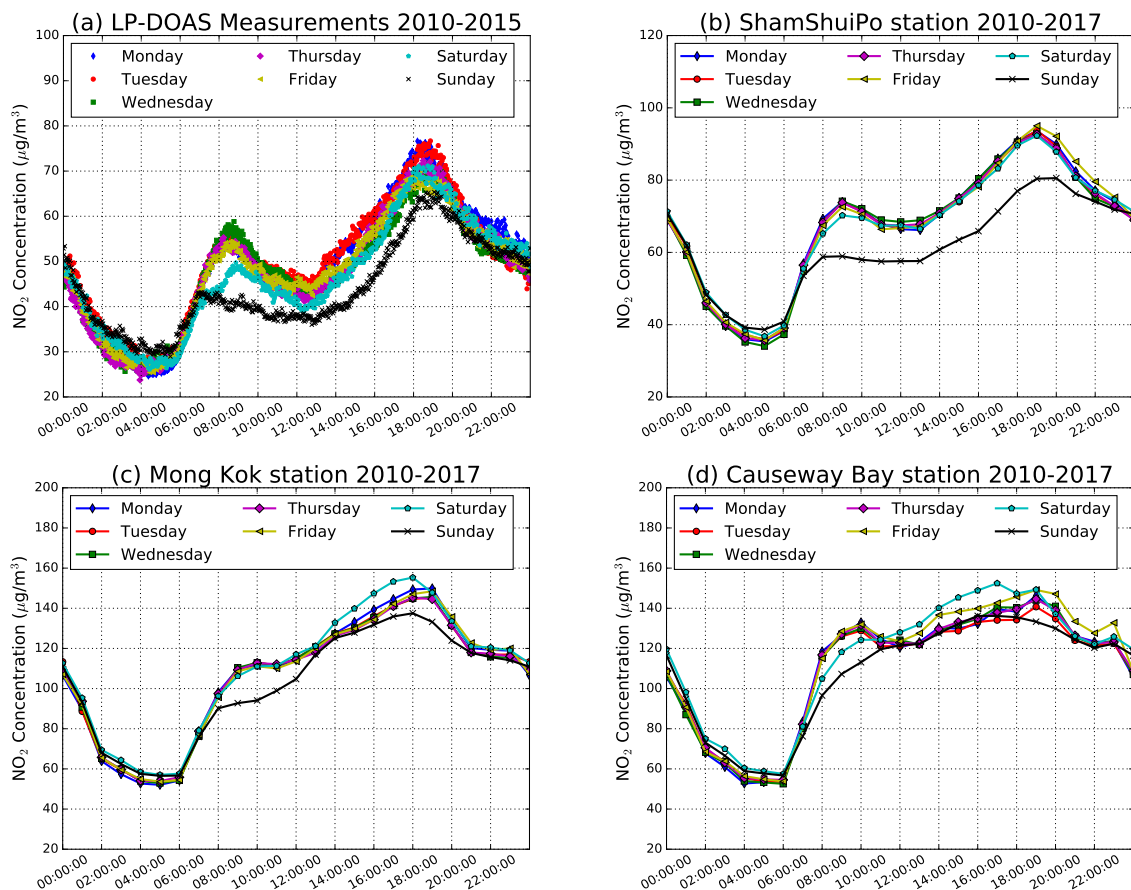 (a) LP-DOAS Measurements 2010-2015
NO₂ Concentration (μg/m³)
100
90
80
70
60
50
40
30
20
Monday
Tuesday
Wednesday
Thursday
Friday
Saturday
Sunday
00:00:00 02:00:00 04:00:00 06:00:00 08:00:00 10:00:00 12:00:00 14:00:00 16:00:00 18:00:00 20:00:00 22:00:00
(b) ShamShuiPo station 2010-2017
NO₂ Concentration (μg/m³)
120
100
80
60
40
20
Monday
Tuesday
Wednesday
Thursday
Friday
Saturday
Sunday
00:00:00 02:00:00 04:00:00 06:00:00 08:00:00 10:00:00 12:00:00 14:00:00 16:00:00 18:00:00 20:00:00 22:00:00
(c) Mong Kok station 2010-2017
NO₂ Concentration (μg/m³)
200
180
160
140
120
100
80
60
40
20
Monday
Tuesday
Wednesday
Thursday
Friday
Saturday
Sunday
00:00:00 02:00:00 04:00:00 06:00:00 08:00:00 10:00:00 12:00:00 14:00:00 16:00:00 18:00:00 20:00:00 22:00:00
(d) Causeway Bay station 2010-2017
NO₂ Concentration (μg/m³)
200
180
160
140
120
100
80
60
40
20
Monday
Tuesday
Wednesday
Thursday
Friday
Saturday
Sunday
00:00:00 02:00:00 04:00:00 06:00:00 08:00:00 10:00:00 12:00:00 14:00:00 16:00:00 18:00:00 20:00:00 22:00:00